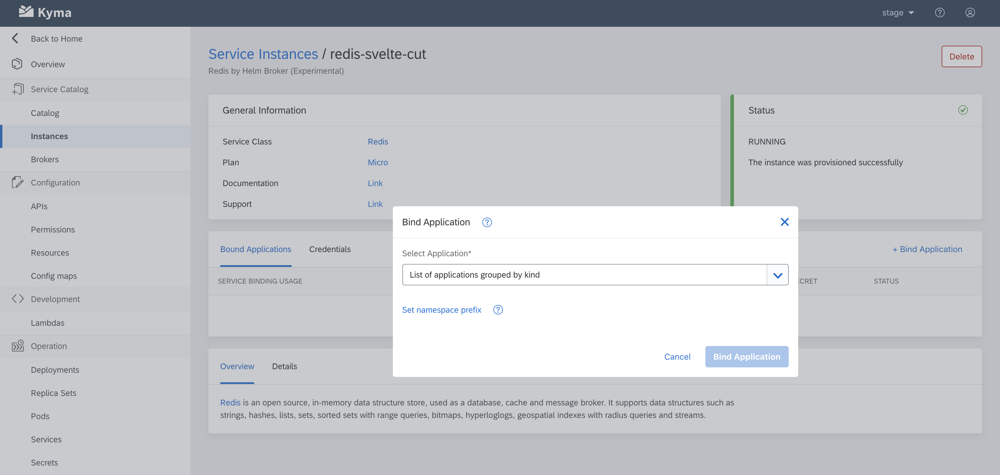 Kyma
stage
Back to Home
Overview
Service Catalog
Catalog
Instances
Brokers
Configuration
APIs
Permissions
Resources
Config maps
Development
Lambdas
Operation
Deployments
Replica Sets
Pods
Services
Secrets
Service Instances / redis-svelte-cut
Redis by Helm Broker (Experimental)
Delete
General Information
Service Class Redis
Plan Micro
Documentation Link
Support Link
Status
RUNNING
The instance was provisioned successfully
Bound Applications Credentials
+ Bind Application
SERVICE BINDING USAGE
STATUS
Bind Application ?
Select Application*
List of applications grouped by kind
Set namespace prefix ?
Cancel Bind Application
Overview Details
Redis is an open source, in-memory data structure store, used as a database, cache and message broker. It supports data structures such as
strings, hashes, lists, sets, sorted sets with range queries, bitmaps, hyperloglogs, geospatial indexes with radius queries and streams.